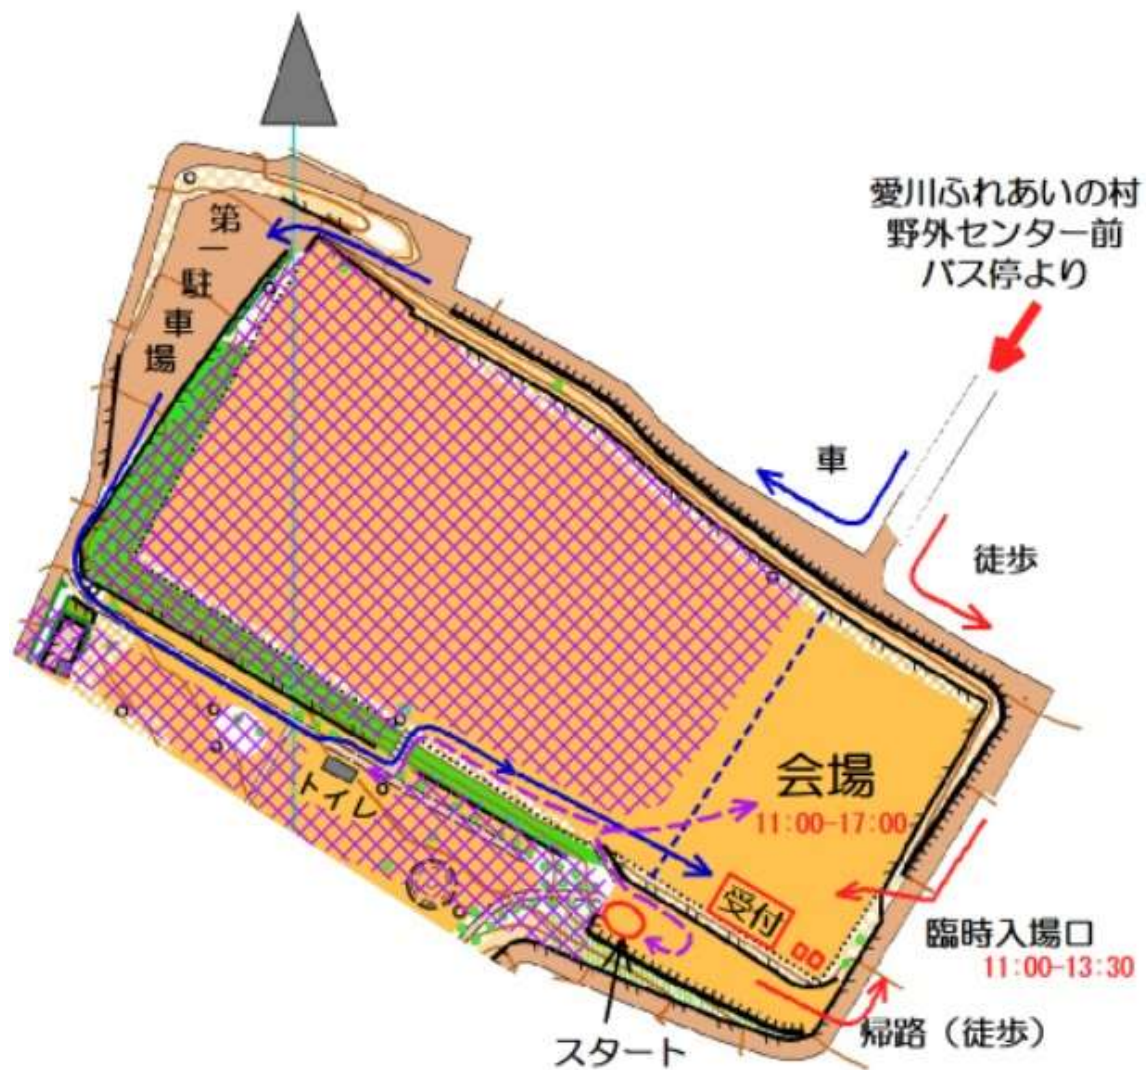 愛川ふれあいの村
野外センター前
バス停より
第一駐車場
車
徒歩
会場
11:00-17:00
トイレ
受付
臨時入場口
11:00-13:30
帰路（徒歩）
スタート